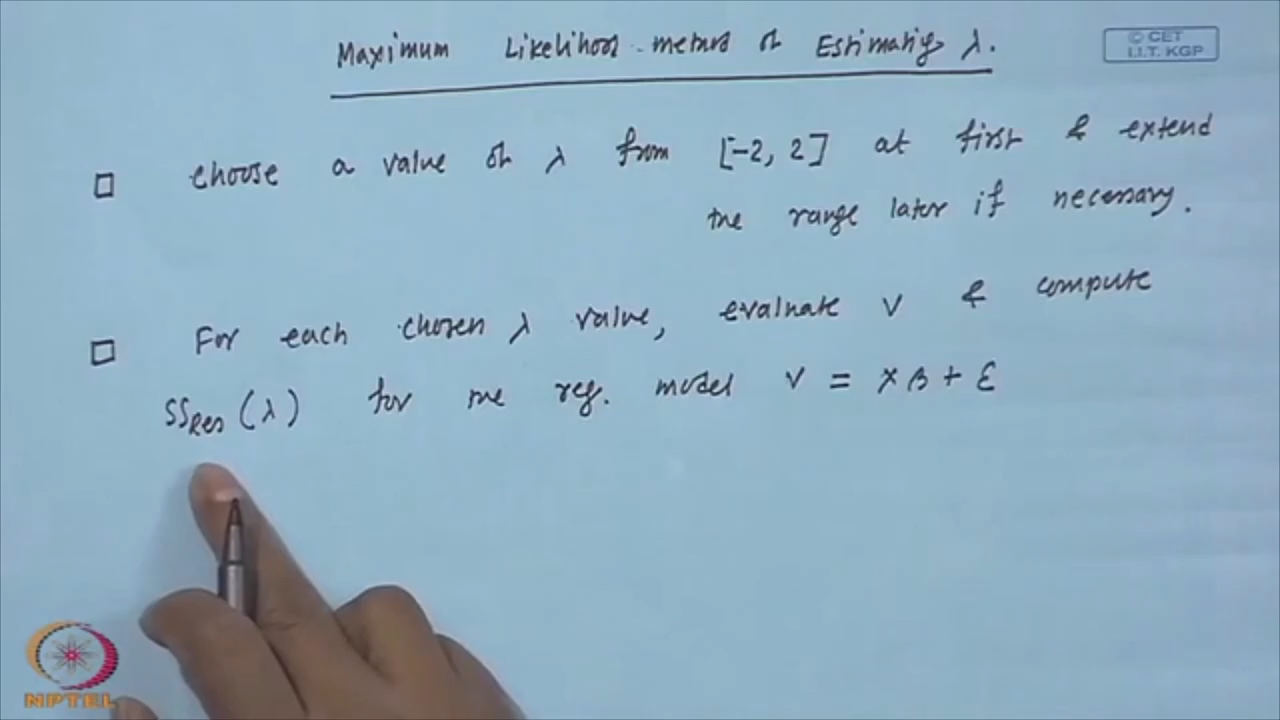 Maximum Likelihood method of Estimating λ.
© CET
I.I.T. KGP
□ choose a value of λ from [-2, 2] at first & extend
the range later if necessary.
□ For each chosen λ value, evaluate V & compute
SS_Res (λ) for the reg. model V = Xβ + ε
NPTEL